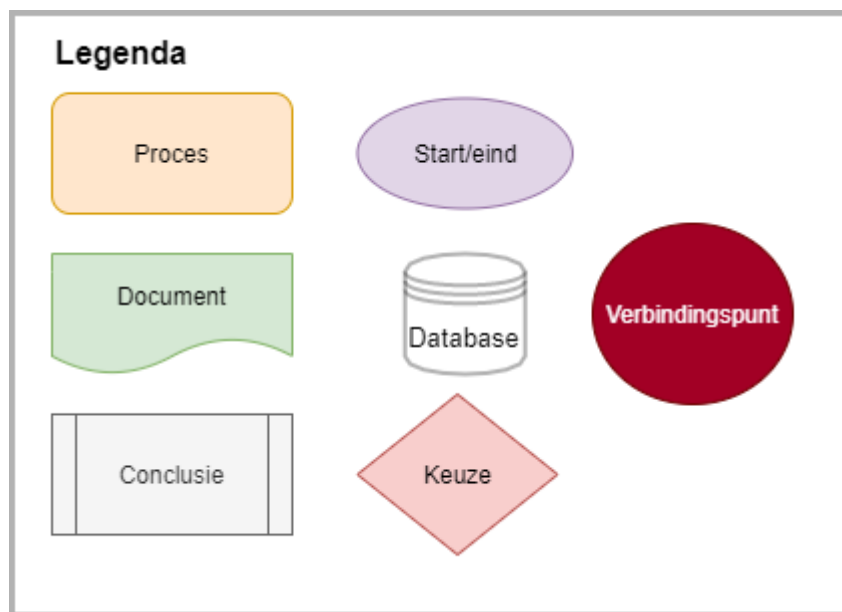 Legenda
Proces
Start/eind
Document
Database
Verbindingspunt
Conclusie
Keuze